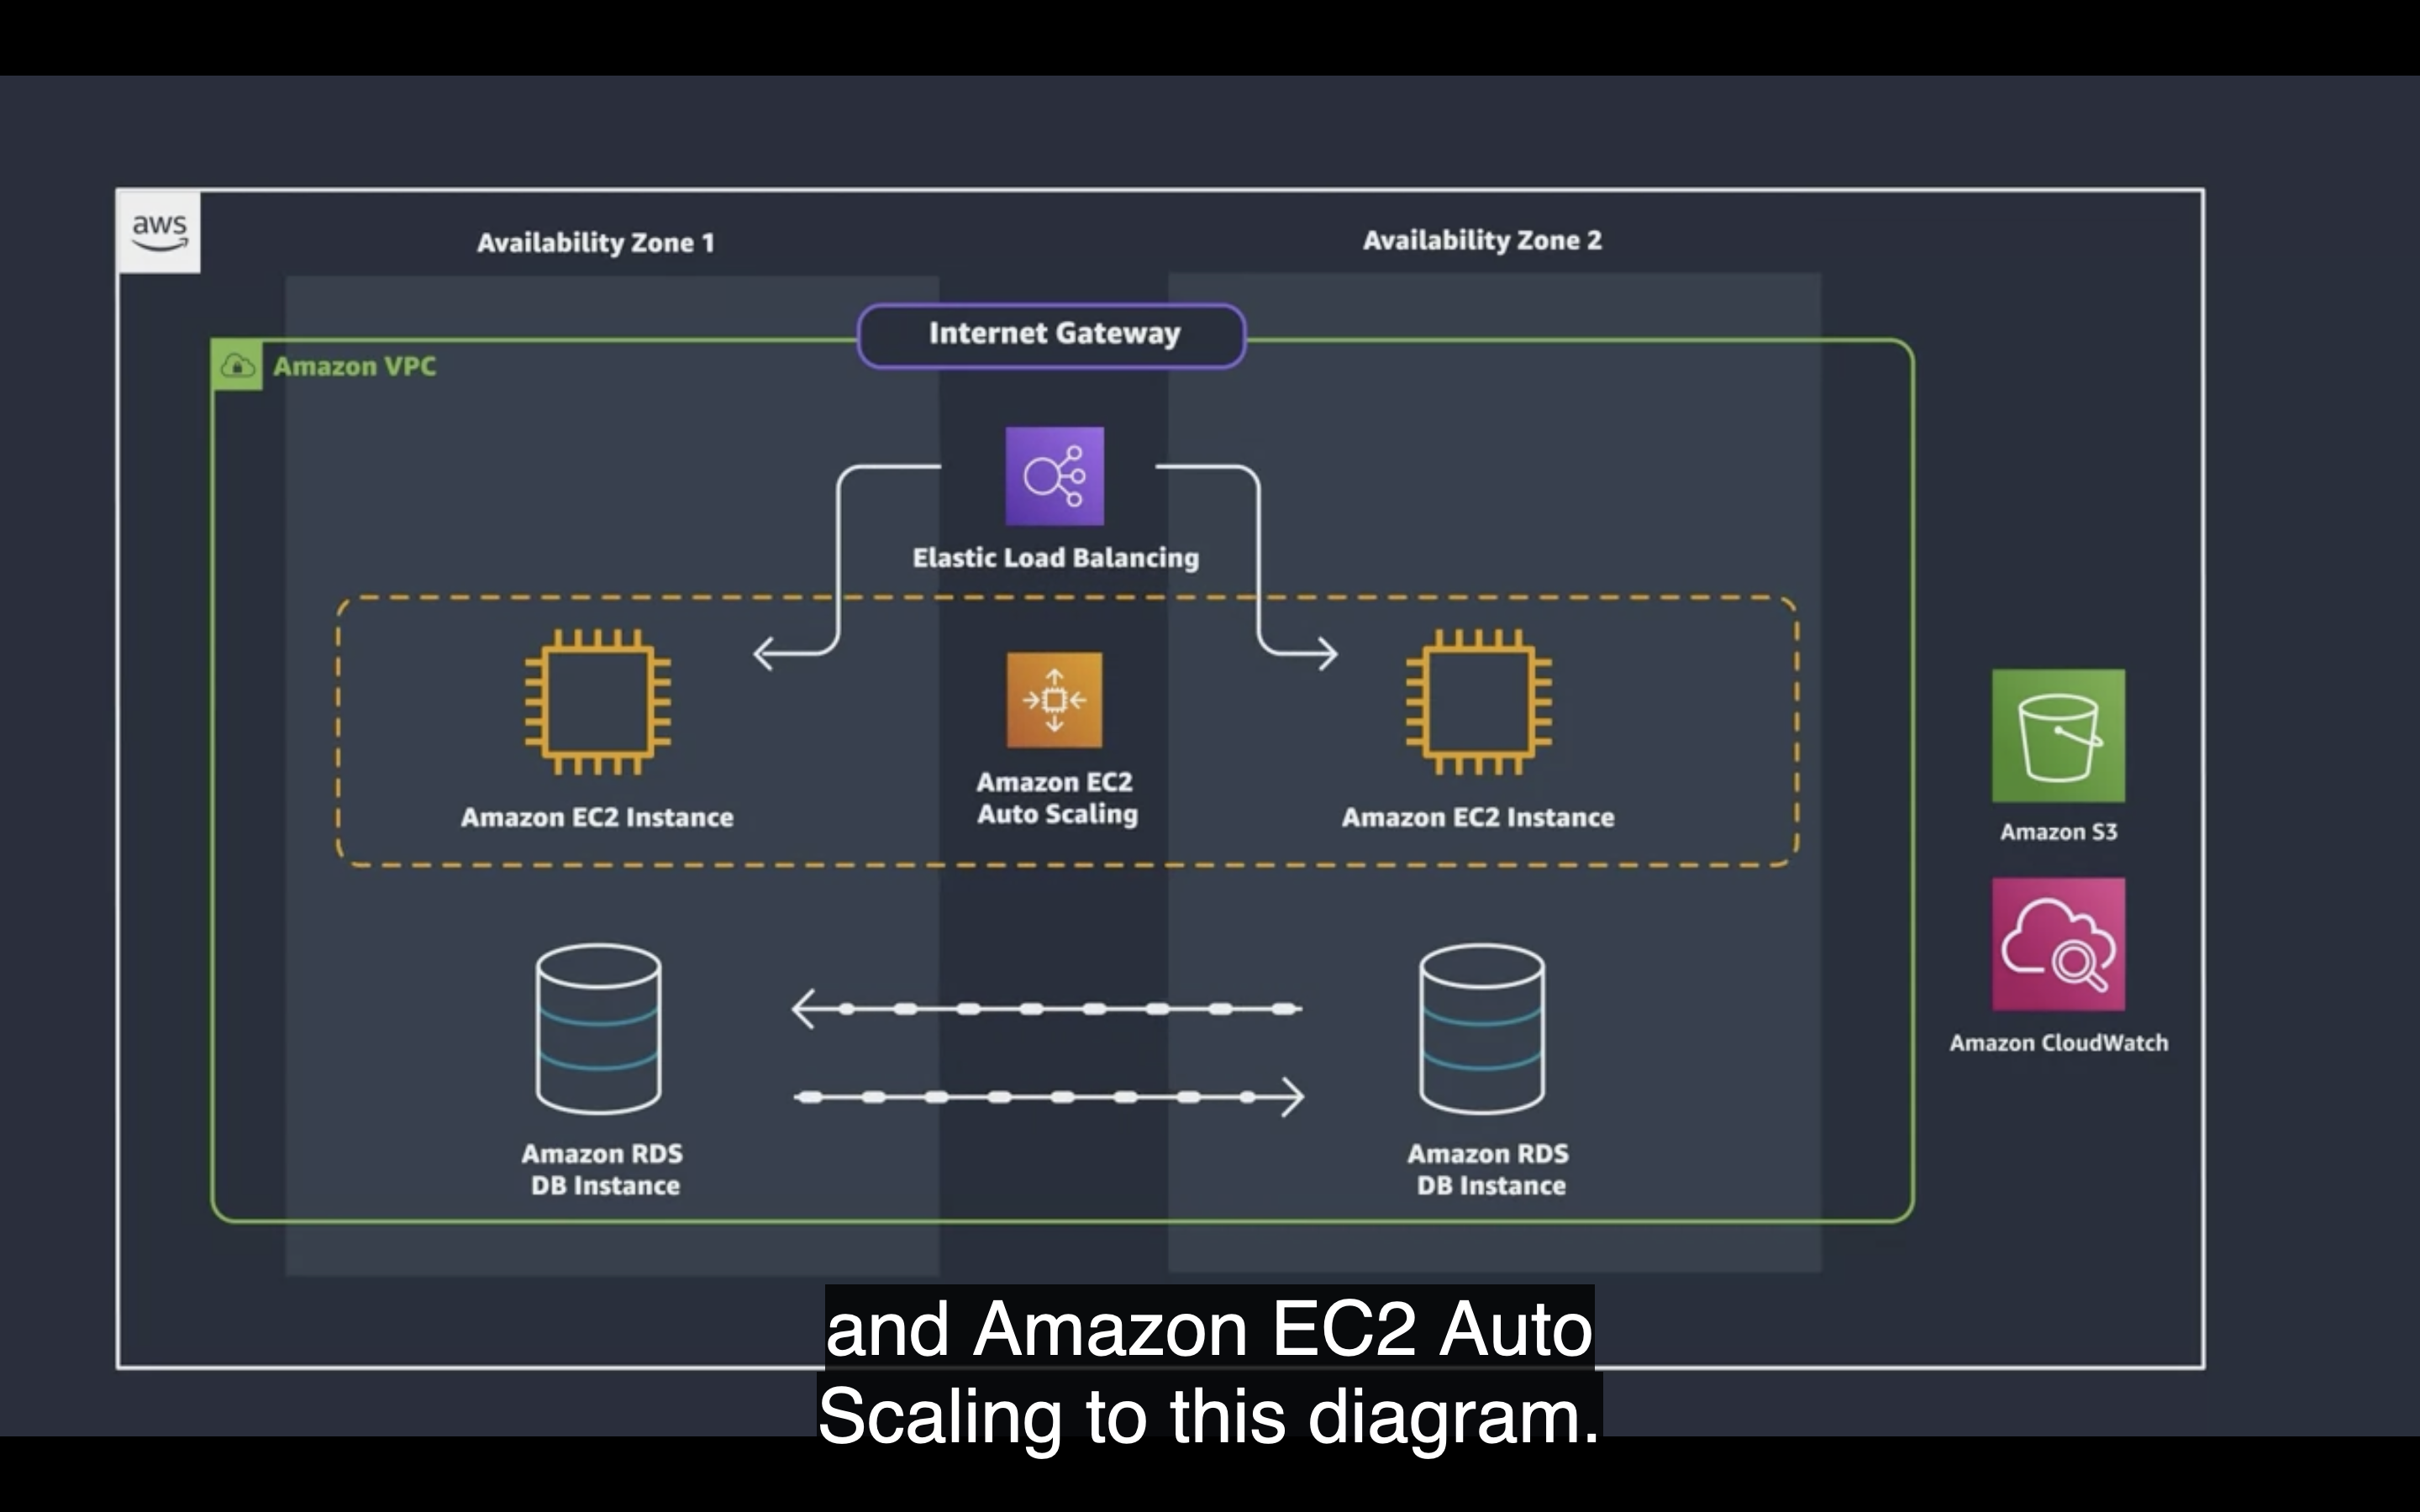 aws
Availability Zone 1
Availability Zone 2
Internet Gateway
Amazon VPC
Elastic Load Balancing
Amazon EC2 Instance
Amazon EC2
Auto Scaling
Amazon EC2 Instance
Amazon S3
Amazon CloudWatch
Amazon RDS
DB Instance
Amazon RDS
DB Instance
and Amazon EC2 Auto
Scaling to this diagram.